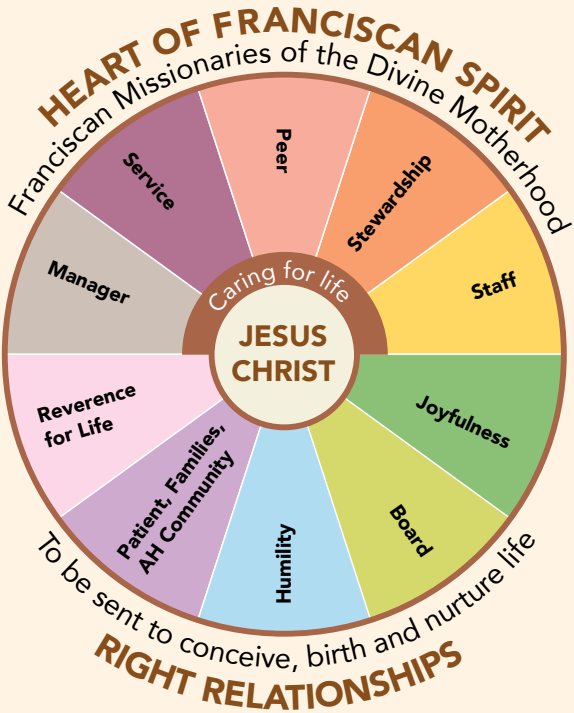 HEART OF FRANCISCAN SPIRIT
Franciscan Missionaries of the Divine Motherhood
Peer
Stewardship
Staff
Joyfulness
Board
Humility
Patient, Families,
AH Community
Reverence
for Life
Manager
Service
Caring for life
JESUS
CHRIST
To be sent to conceive, birth and nurture life
RIGHT RELATIONSHIPS